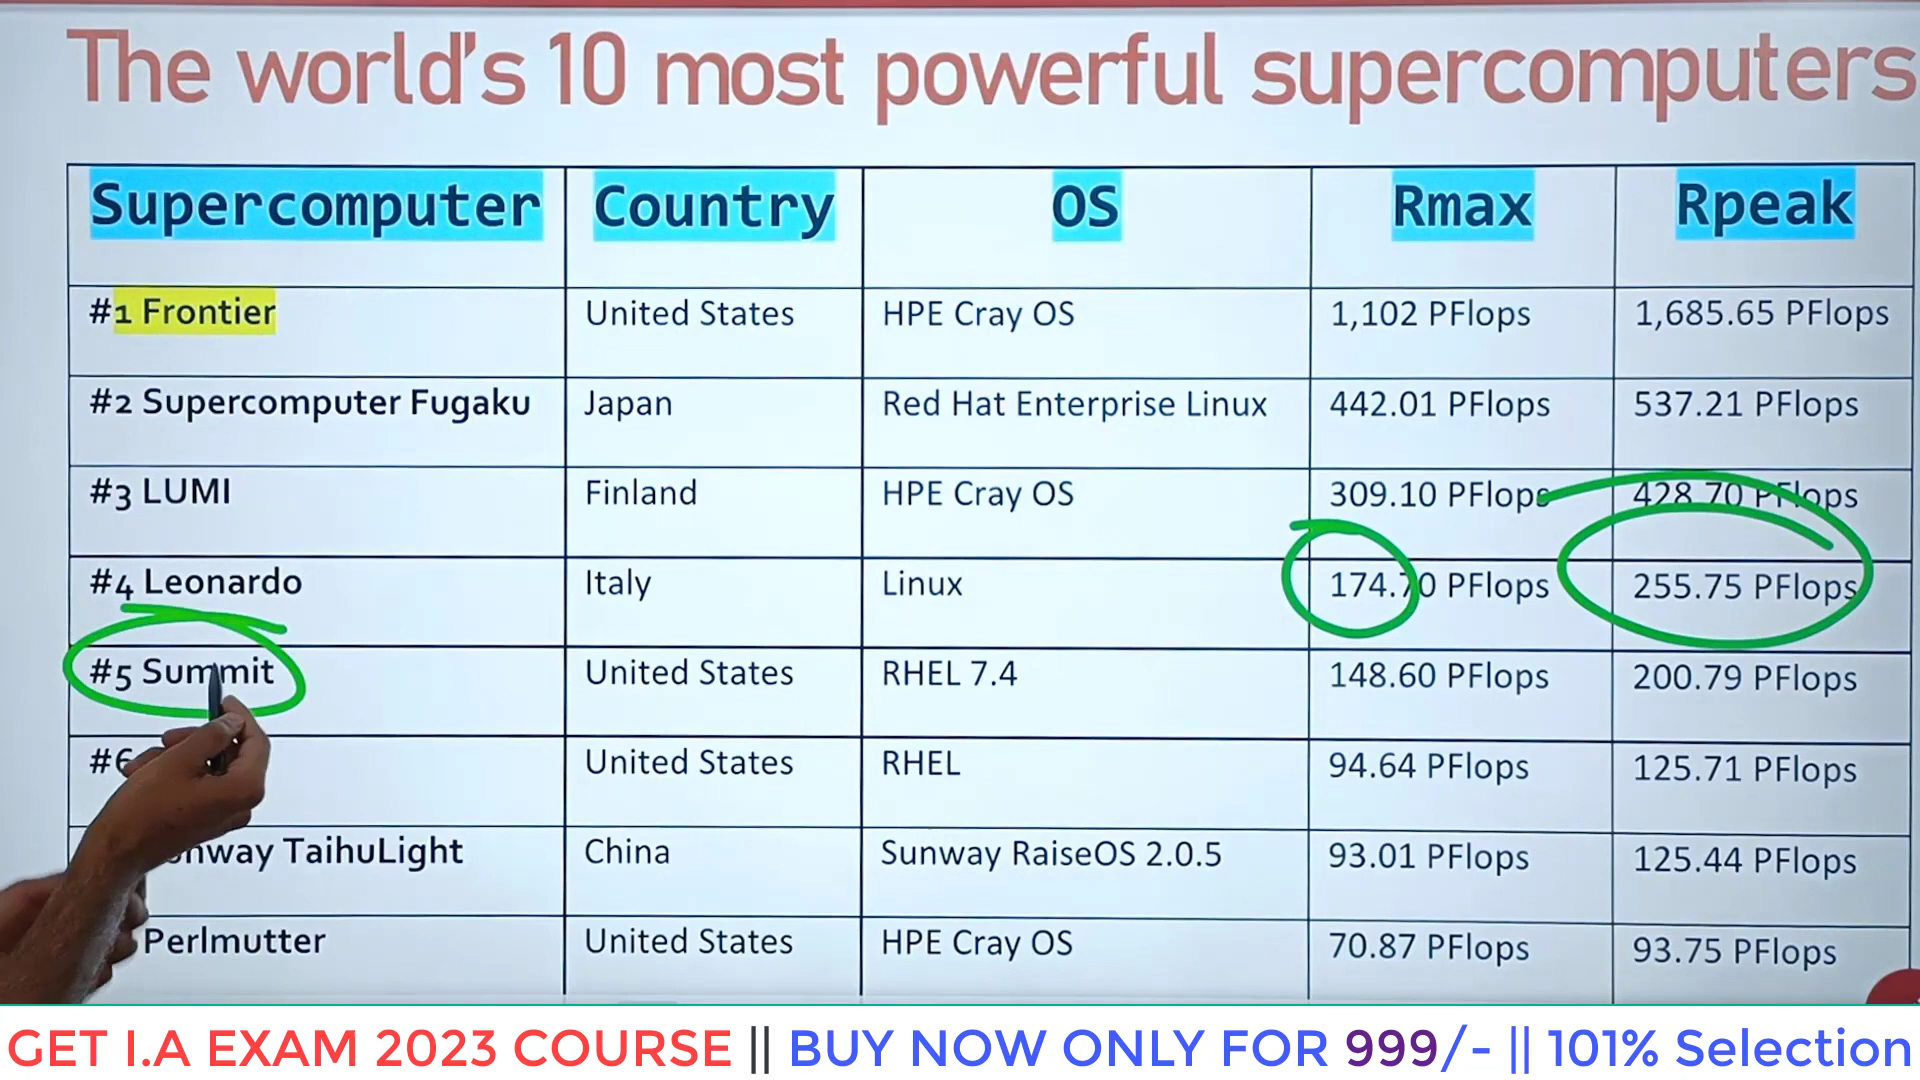 The world's 10 most powerful supercomputers
Supercomputer Country OS Rmax Rpeak
#1 Frontier United States HPE Cray OS 1,102 PFlops 1,685.65 PFlops
#2 Supercomputer Fugaku Japan Red Hat Enterprise Linux 442.01 PFlops 537.21 PFlops
#3 LUMI Finland HPE Cray OS 309.10 PFlops 428.70 PFlops
#4 Leonardo Italy Linux 174.70 PFlops 255.75 PFlops
#5 Summit United States RHEL 7.4 148.60 PFlops 200.79 PFlops
#6 United States RHEL 94.64 PFlops 125.71 PFlops
TaihuLight China Sunway RaiseOS 2.0.5 93.01 PFlops 125.44 PFlops
Perlmutter United States HPE Cray OS 70.87 PFlops 93.75 PFlops
GET I.A EXAM 2023 COURSE || BUY NOW ONLY FOR 999/- || 101% Selection